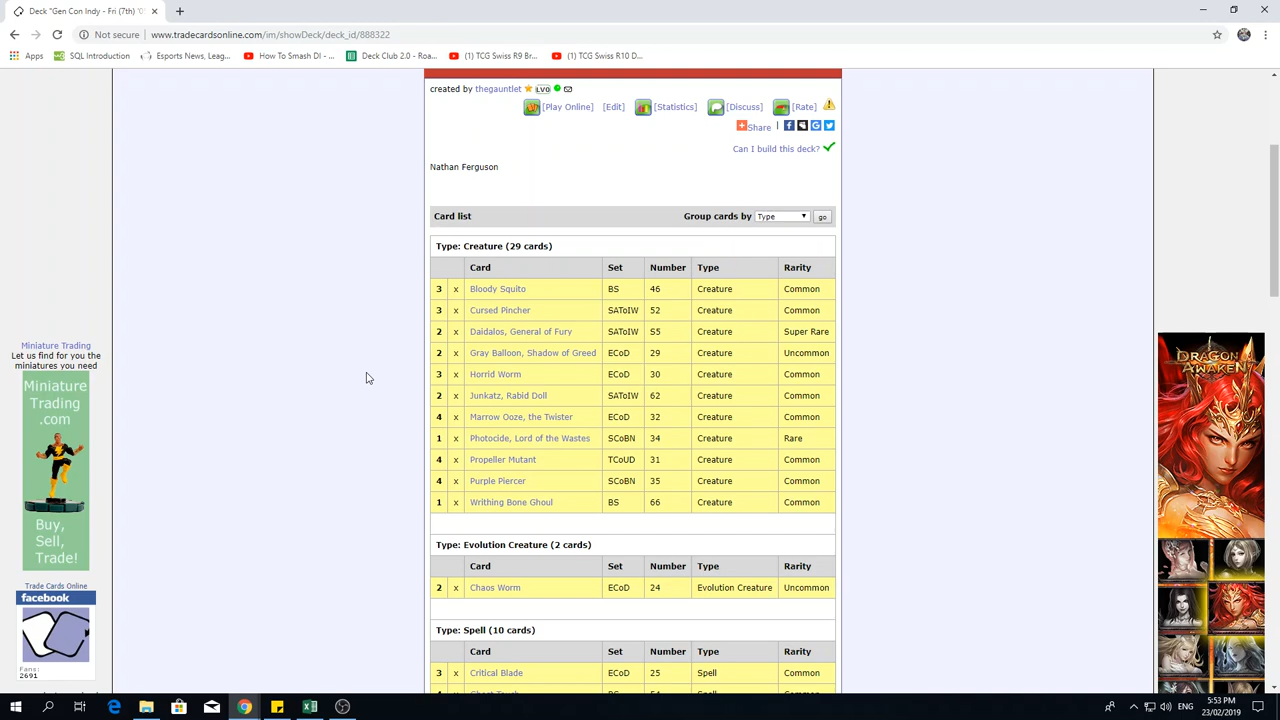 Deck "Gen Con Indy - Fri (7th) '0
Not secure | www.tradecardsonline.com/im/showDeck/deck_id/888322
Apps SQL Introduction Esports News, Leag... How To Smash DI - ... Deck Club 2.0 - Roa... (1) TCG Swiss R9 Br... (1) TCG Swiss R10 D...
created by thegauntlet LV0
[Play Online] [Edit] [Statistics] [Discuss] [Rate]
Share |
Can I build this deck?
Nathan Ferguson
Card list Group cards by Type go
Type: Creature (29 cards)
Card Set Number Type Rarity
3 x Bloody Squito BS 46 Creature Common
3 x Cursed Pincher SAToIW 52 Creature Common
2 x Daidalos, General of Fury SAToIW S5 Creature Super Rare
2 x Gray Balloon, Shadow of Greed ECoD 29 Creature Uncommon
3 x Horrid Worm ECoD 30 Creature Common
2 x Junkatz, Rabid Doll SAToIW 62 Creature Common
4 x Marrow Ooze, the Twister ECoD 32 Creature Common
1 x Photocide, Lord of the Wastes SCoBN 34 Creature Rare
4 x Propeller Mutant TCoUD 31 Creature Common
4 x Purple Piercer SCoBN 35 Creature Common
1 x Writhing Bone Ghoul BS 66 Creature Common
Type: Evolution Creature (2 cards)
Card Set Number Type Rarity
2 x Chaos Worm ECoD 24 Evolution Creature Uncommon
Type: Spell (10 cards)
Card Set Number Type Rarity
3 x Critical Blade ECoD 25 Spell Common
Miniature Trading
Let us find for you the
miniatures you need
Miniature
Trading
.com
Buy,
Sell,
Trade!
Trade Cards Online
facebook
Fans:
2691
DRAGON
AWAKEN
ENG
5:53 PM
23/02/2019